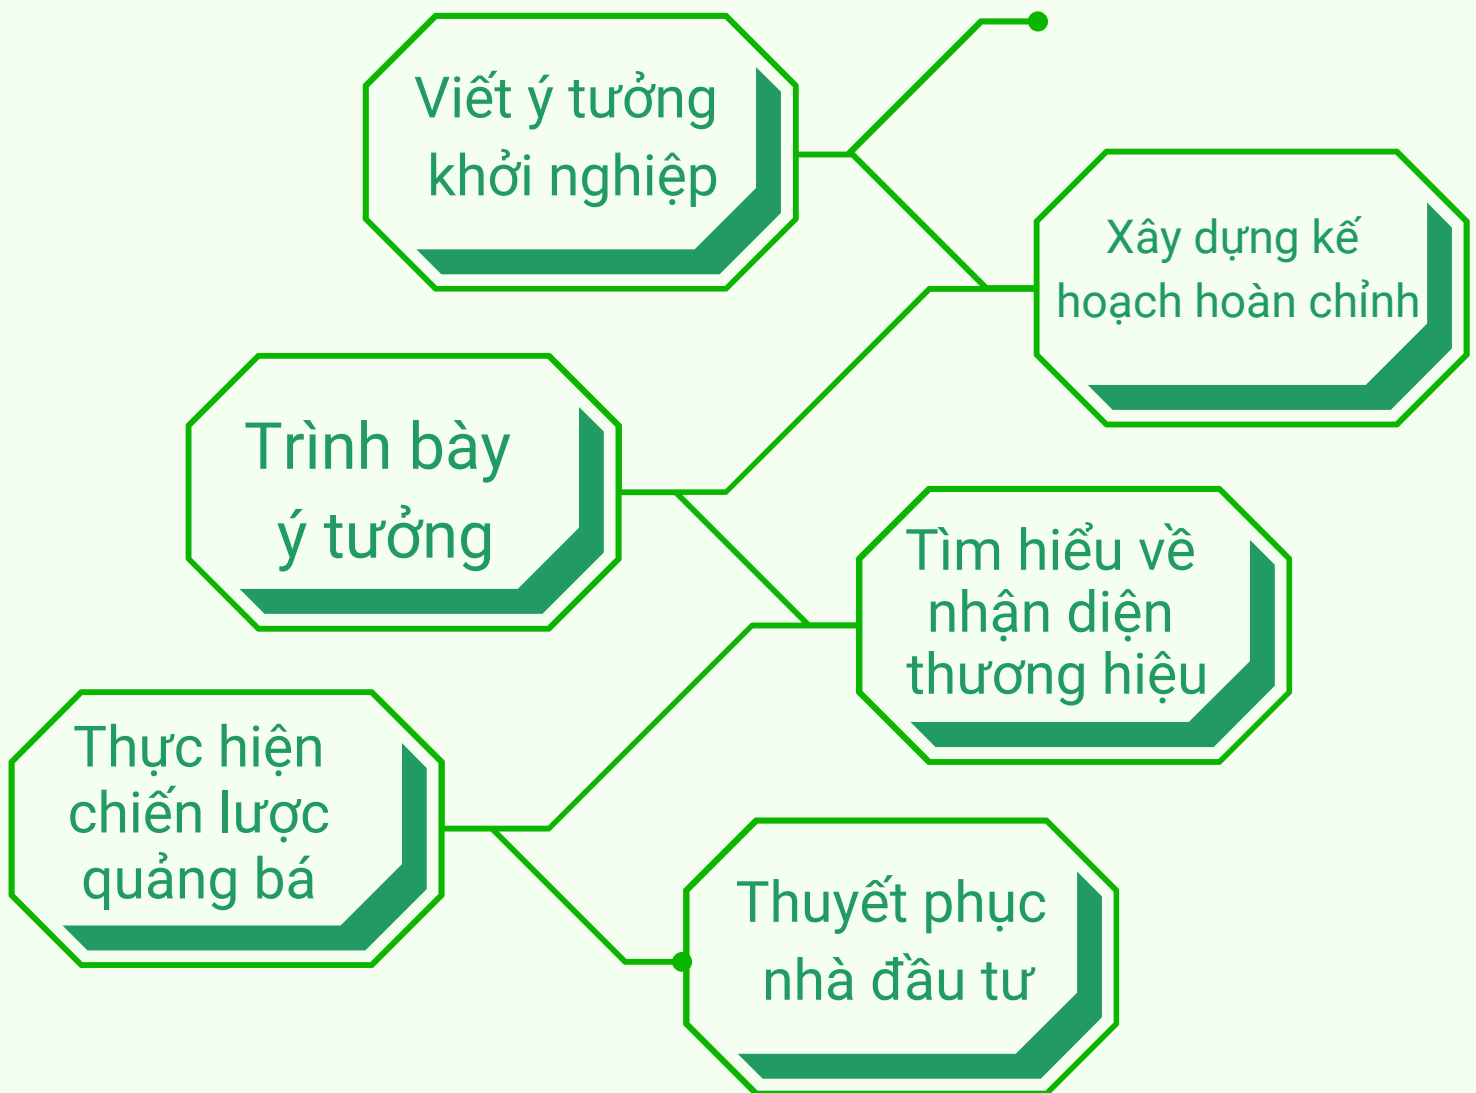 Viết ý tưởng
khởi nghiệp
Xây dựng kế
hoạch hoàn chỉnh
Trình bày
ý tưởng
Tìm hiểu về
nhận diện
thương hiệu
Thực hiện
chiến lược
quảng bá
Thuyết phục
nhà đầu tư